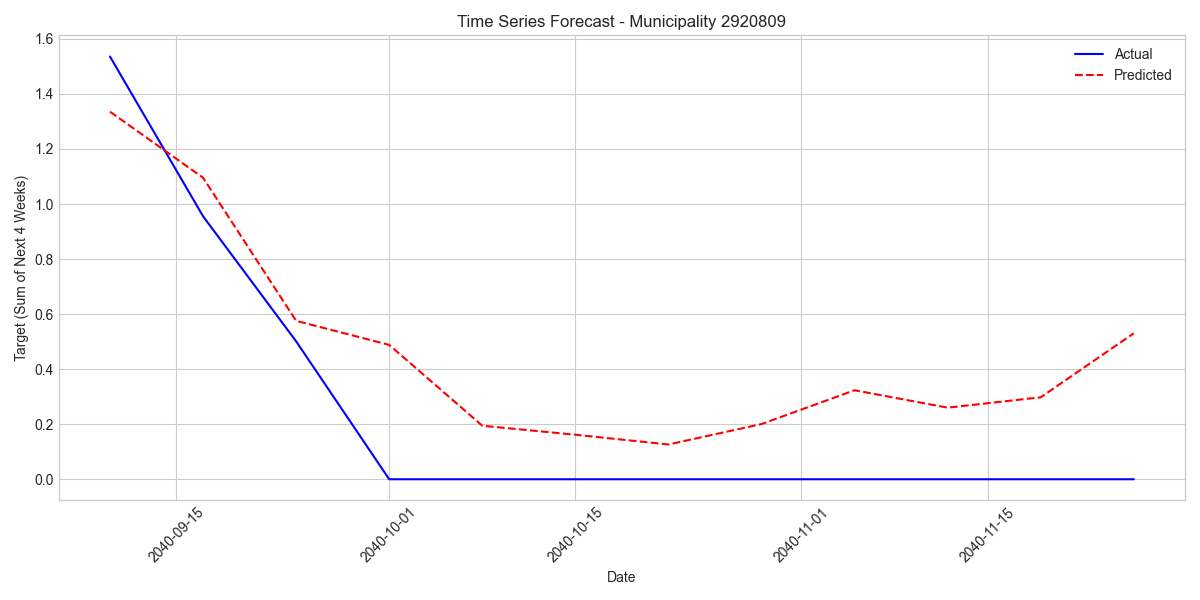 Time Series Forecast - Municipality 2920809
Actual
Predicted
Target (Sum of Next 4 Weeks)
1.6
1.4
1.2
1.0
0.8
0.6
0.4
0.2
0.0
2040-09-15
2040-10-01
2040-10-15
2040-11-01
2040-11-15
Date